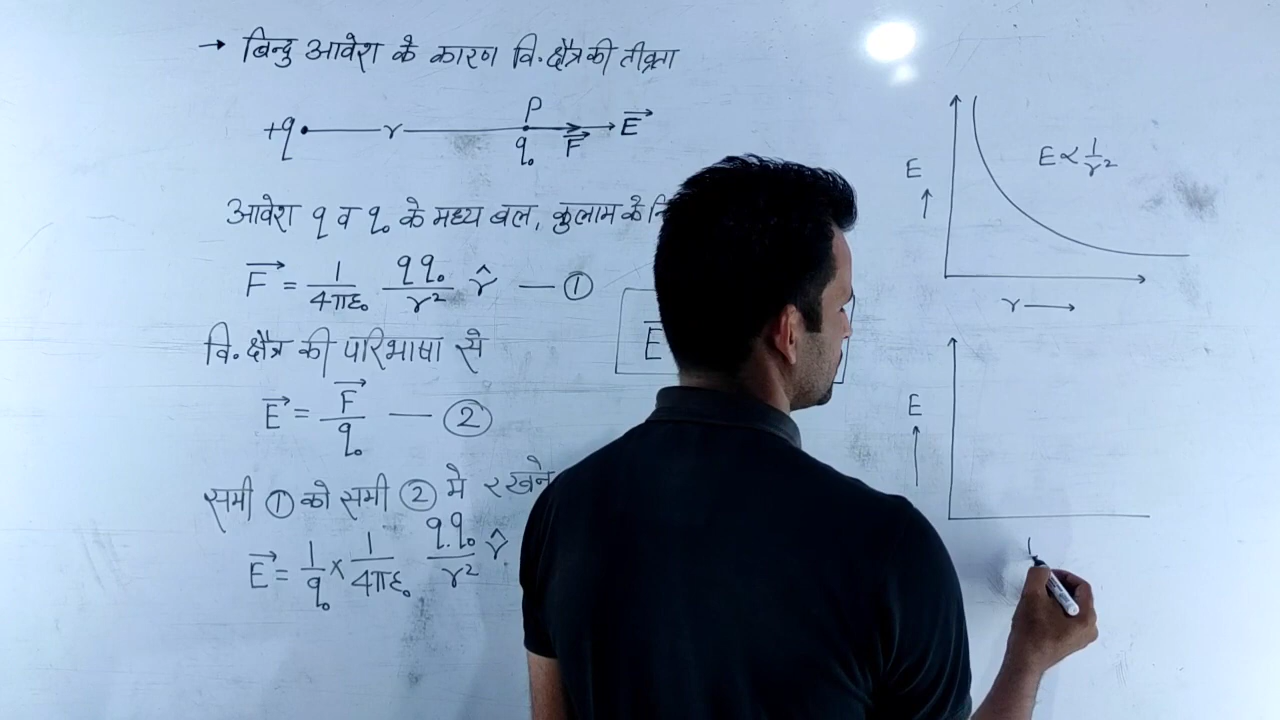 → बिन्दु आवेश के कारण वि. क्षेत्र की तीव्रता
+q r P q₀ F⃗ E⃗
आवेश q व q₀ के मध्य बल, कुलाम के
F⃗ = 1/4πε₀ qq₀/r² r̂ — ①
वि. क्षेत्र की परिभाषा से
E⃗ = F⃗/q₀ — ②
समी ① को समी ② मे रखने
E⃗ = 1/q₀ × 1/4πε₀ q.q₀/r² r̂
E⃗
E ↑
E ∝ 1/r²
r →
E ↑